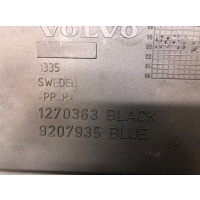 VOLVO
1335
SWEDEN
>PP/P<
1270363 BLACK
9207935 BLUE